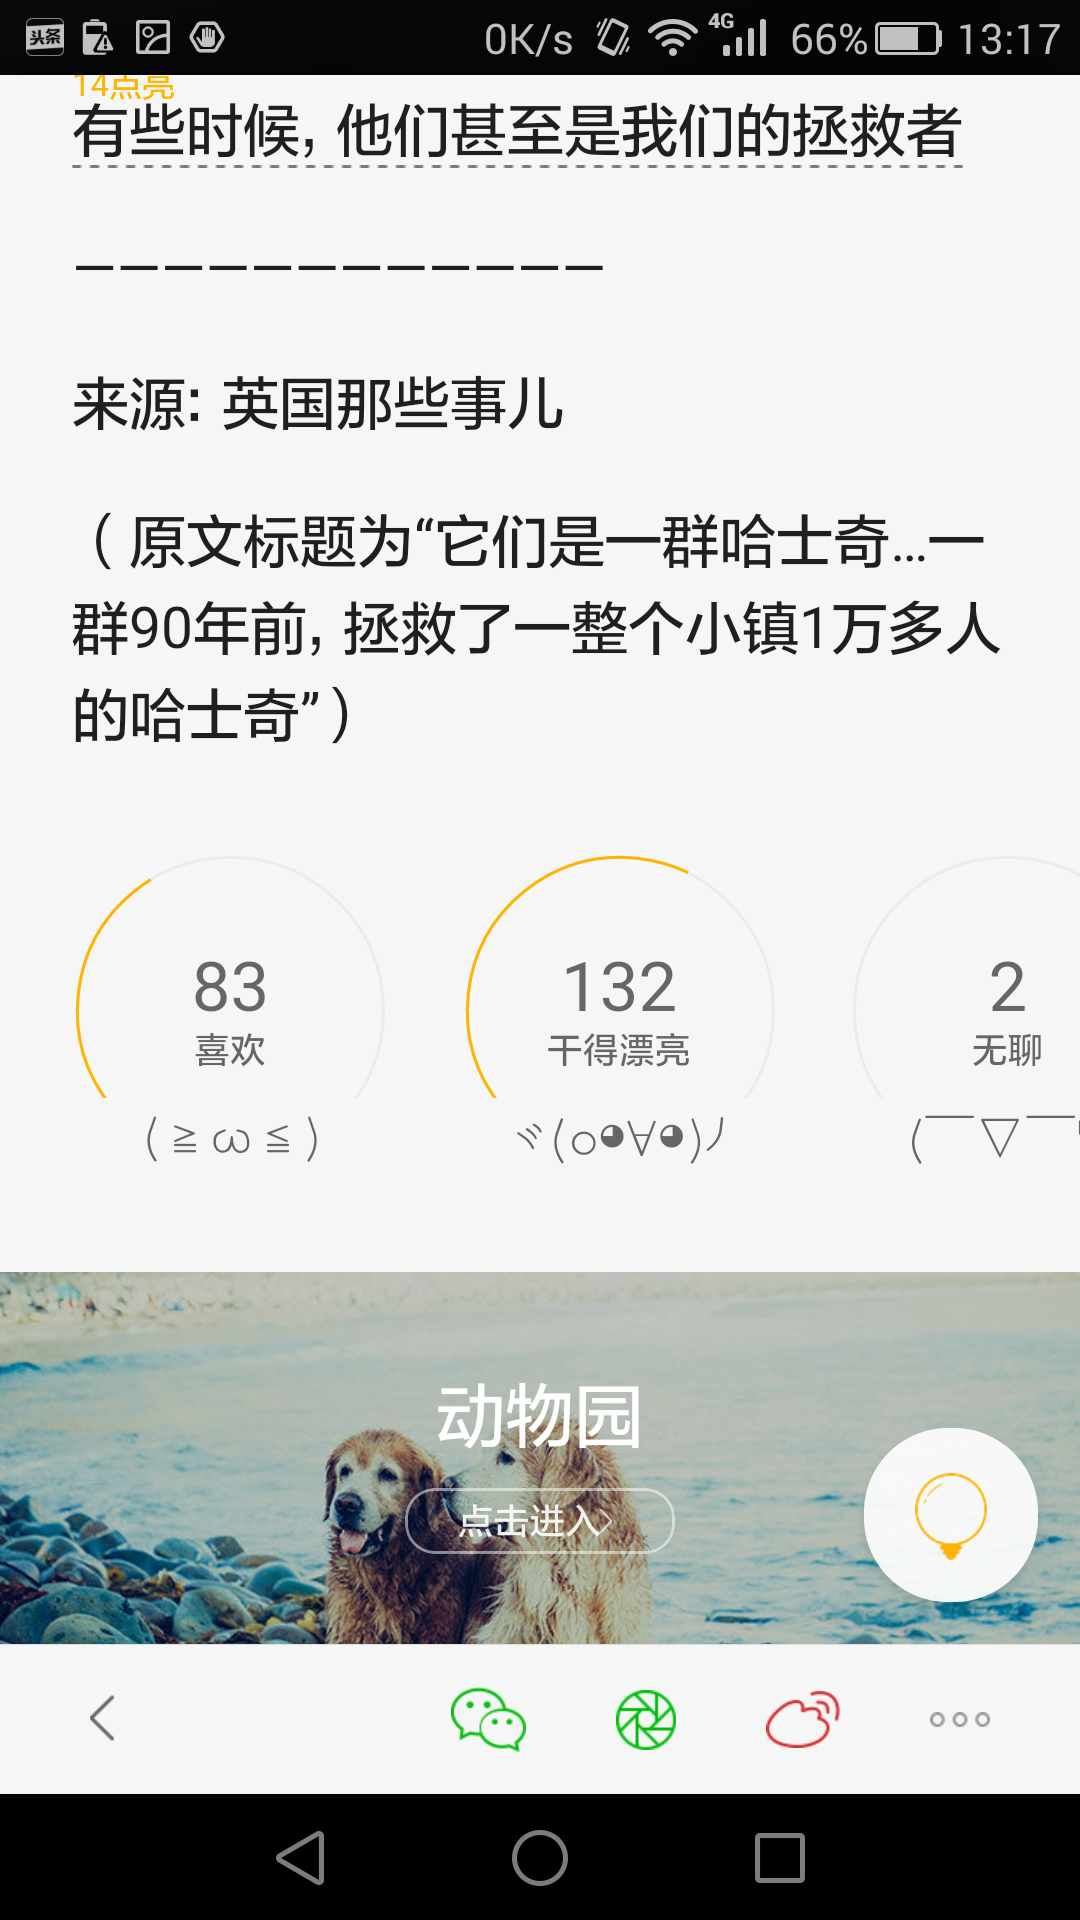 头条
0K/s
4G
66%
13:17
14点亮
有些时候, 他们甚至是我们的拯救者
————————————
来源: 英国那些事儿
（原文标题为“它们是一群哈士奇...一
群90年前, 拯救了一整个小镇1万多人
的哈士奇”）
83
132
2
喜欢
干得漂亮
无聊
( ≧ ω ≦ )
ヾ(o◕∀◕)ﾉ
(￣▽￣
动物园
点击进入